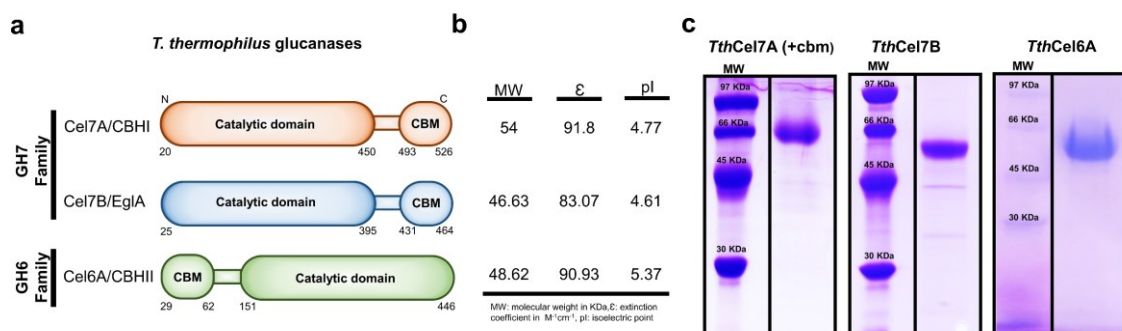 a
T. thermophilus glucanases
GH7
Family
GH6
Family
N
C
Cel7A/CBHI
Catalytic domain
CBM
20
450
493
526
Cel7B/EglA
Catalytic domain
CBM
25
395
431
464
Cel6A/CBHII
CBM
Catalytic domain
29
62
151
446
b
MW ε pI
54 91.8 4.77
46.63 83.07 4.61
48.62 90.93 5.37
MW: molecular weight in KDa,Ɛ: extinction
coefficient in M⁻¹cm⁻¹, pI: isoelectric point
c
TthCel7A (+cbm)
MW
97 KDa
66 KDa
45 KDa
30 KDa
TthCel7B
MW
97 KDa
66 KDa
45 KDa
30 KDa
TthCel6A
MW
97 KDa
66 KDa
45 KDa
30 KDa